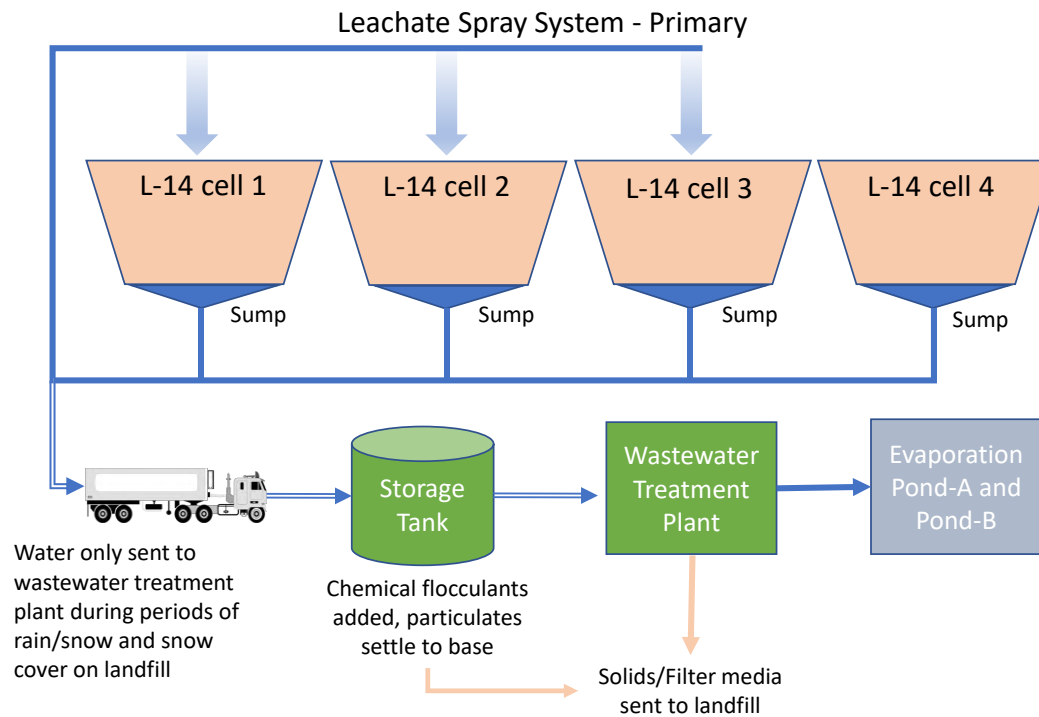 Leachate Spray System - Primary
L-14 cell 1
L-14 cell 2
L-14 cell 3
L-14 cell 4
Sump
Sump
Sump
Sump
Water only sent to
wastewater treatment
plant during periods of
rain/snow and snow
cover on landfill
Storage
Tank
Chemical flocculants
added, particulates
settle to base
Wastewater
Treatment
Plant
Solids/Filter media
sent to landfill
Evaporation
Pond-A and
Pond-B